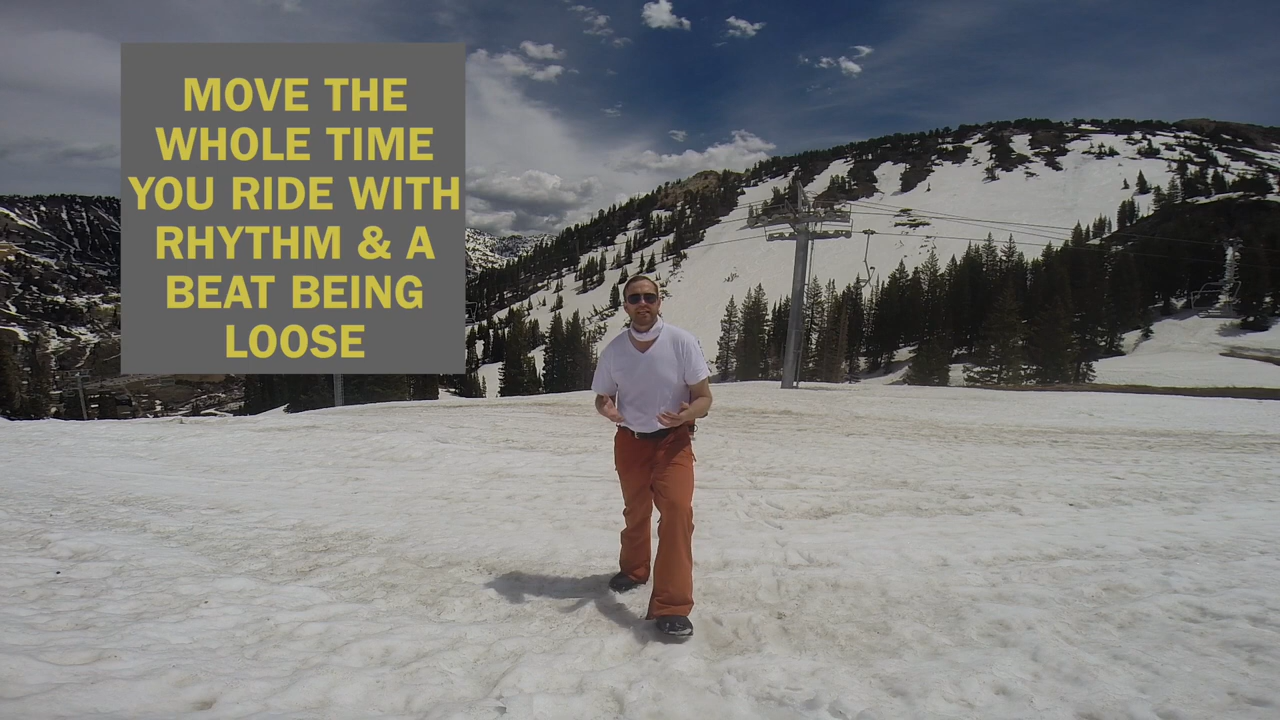 MOVE THE
WHOLE TIME
YOU RIDE WITH
RHYTHM & A
BEAT BEING
LOOSE